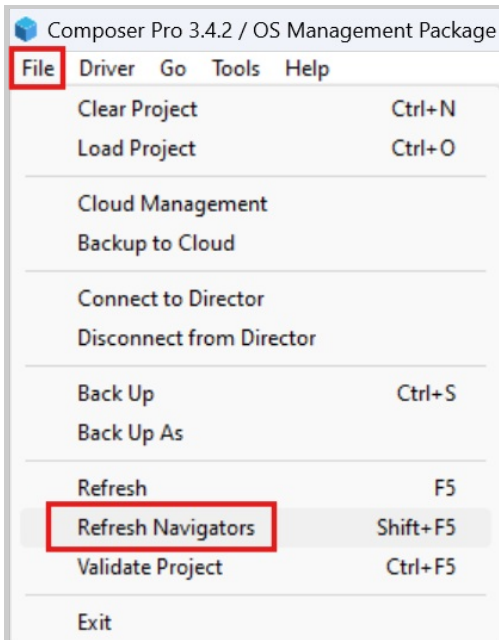 Composer Pro 3.4.2 / OS Management Package
File Driver Go Tools Help
Clear Project Ctrl+N
Load Project Ctrl+O
Cloud Management
Backup to Cloud
Connect to Director
Disconnect from Director
Back Up Ctrl+S
Back Up As
Refresh F5
Refresh Navigators Shift+F5
Validate Project Ctrl+F5
Exit